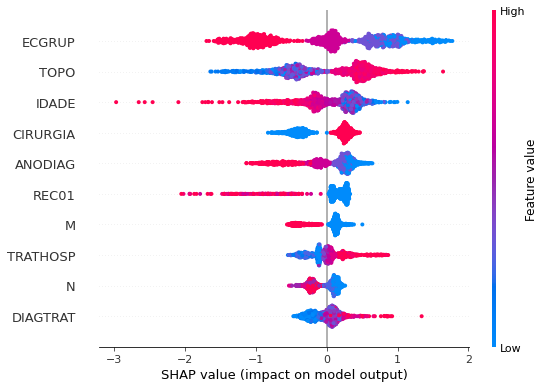 High
ECGRUP
TOPO
IDADE
CIRURGIA
ANODIAG
REC01
M
TRATHOSP
N
DIAGTRAT
Feature value
Low
−3 −2 −1 0 1 2
SHAP value (impact on model output)